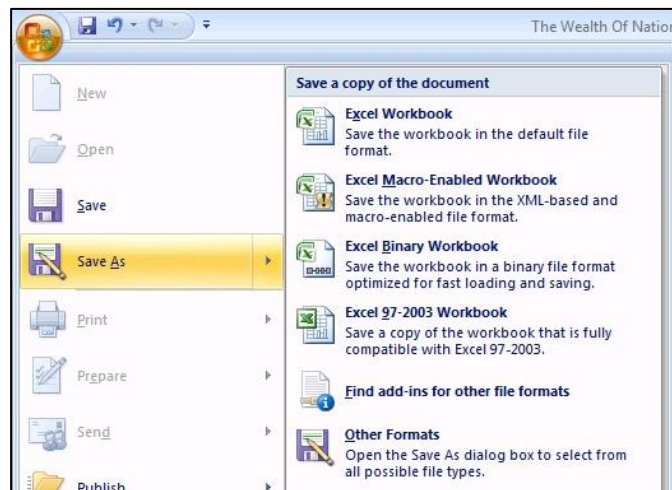 The Wealth Of Nation
New
Open
Save
Save As
Print
Prepare
Send
Publish
Save a copy of the document
Excel Workbook
Save the workbook in the default file
format.
Excel Macro-Enabled Workbook
Save the workbook in the XML-based and
macro-enabled file format.
Excel Binary Workbook
Save the workbook in a binary file format
optimized for fast loading and saving.
Excel 97-2003 Workbook
Save a copy of the workbook that is fully
compatible with Excel 97-2003.
Find add-ins for other file formats
Other Formats
Open the Save As dialog box to select from
all possible file types.